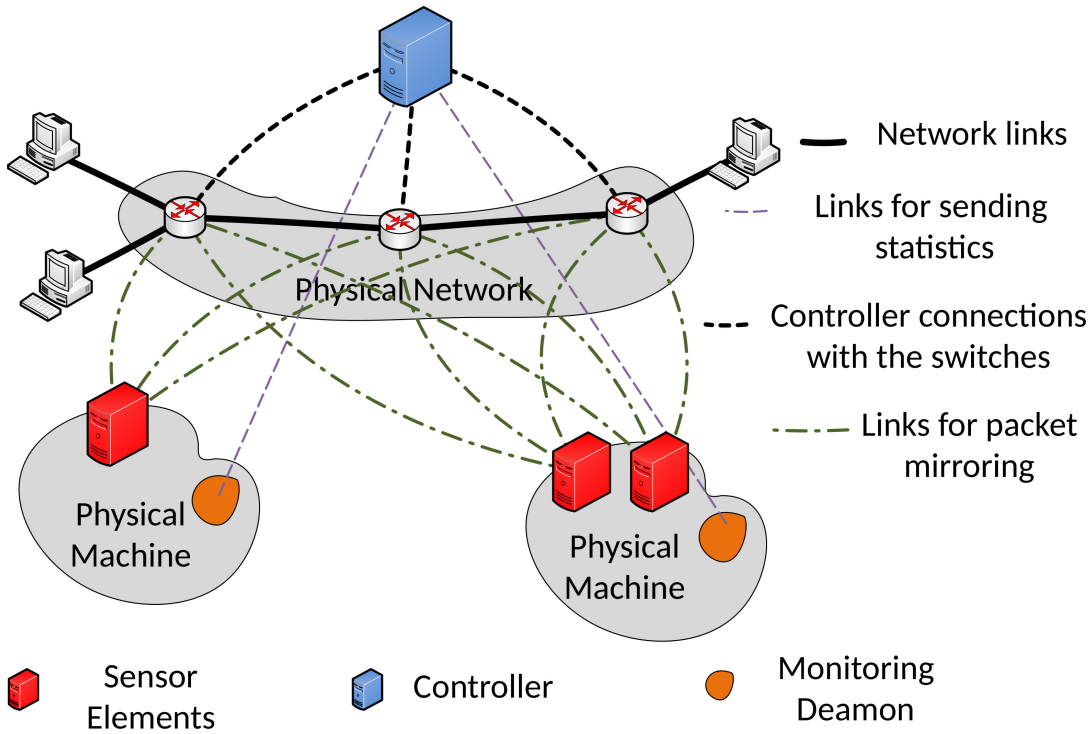 Network links
Links for sending
statistics
Physical Network
Controller connections
with the switches
Links for packet
mirroring
Physical
Machine
Physical
Machine
Sensor
Elements
Controller
Monitoring
Deamon